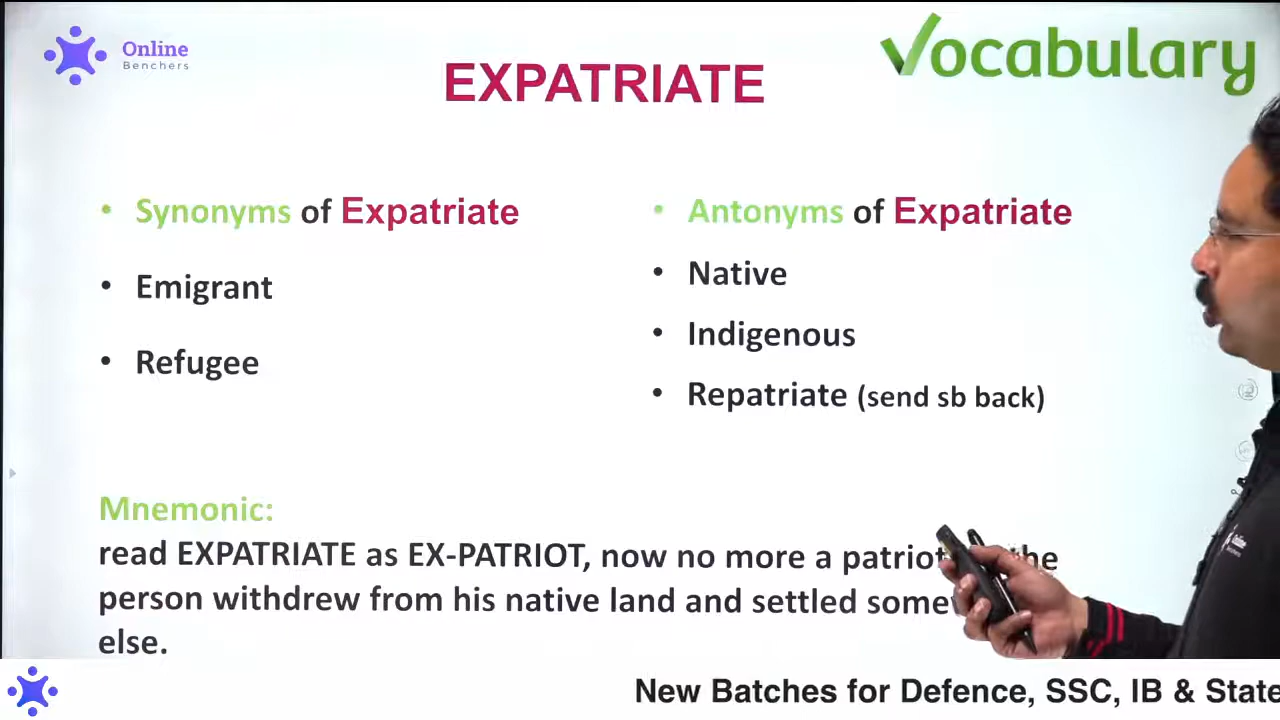 Online
Benchers
Vocabulary
EXPATRIATE
• Synonyms of Expatriate
• Emigrant
• Refugee
• Antonyms of Expatriate
• Native
• Indigenous
• Repatriate (send sb back)
Mnemonic:
read EXPATRIATE as EX-PATRIOT, now no more a patriot
person withdrew from his native land and settled
else.
Online
Benchers
New Batches for Defence, SSC, IB & State